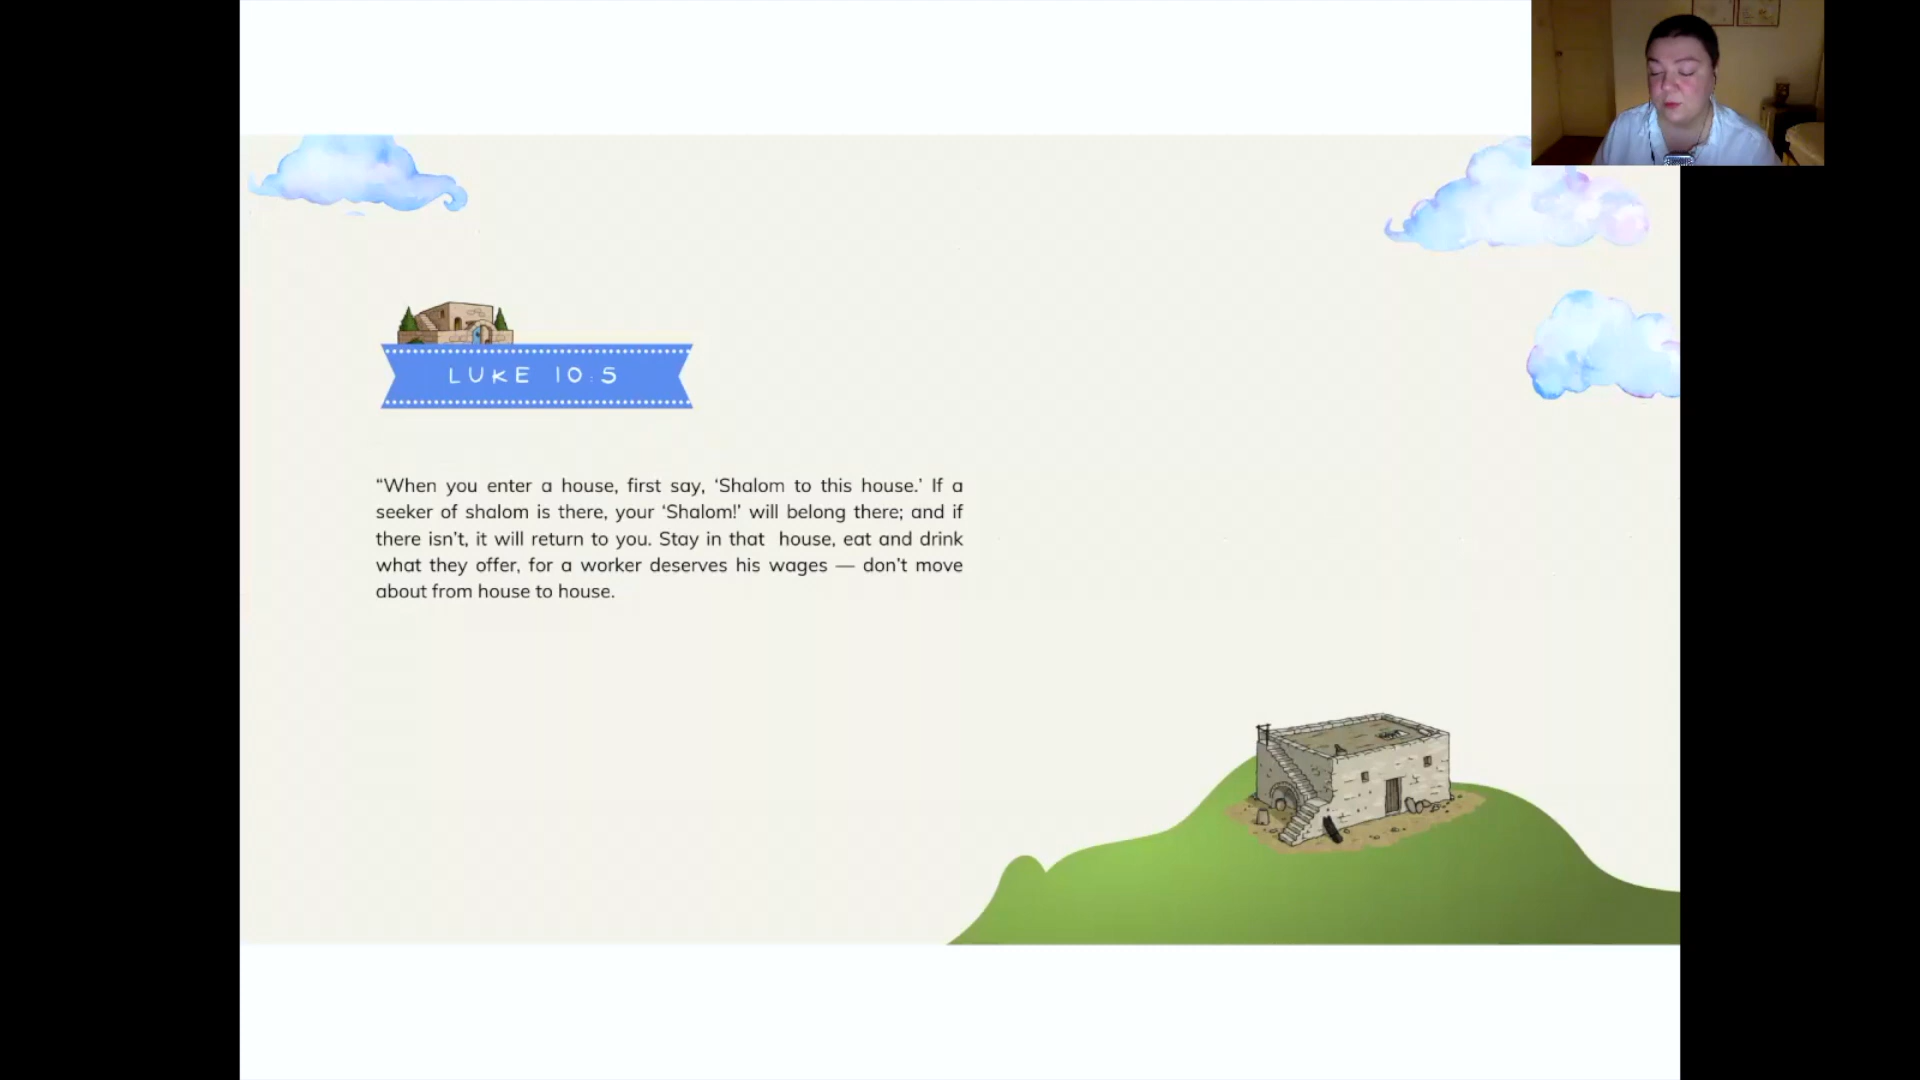 LUKE 10:5
“When you enter a house, first say, ‘Shalom to this house.’ If a
seeker of shalom is there, your ‘Shalom!’ will belong there; and if
there isn’t, it will return to you. Stay in that house, eat and drink
what they offer, for a worker deserves his wages — don’t move
about from house to house.